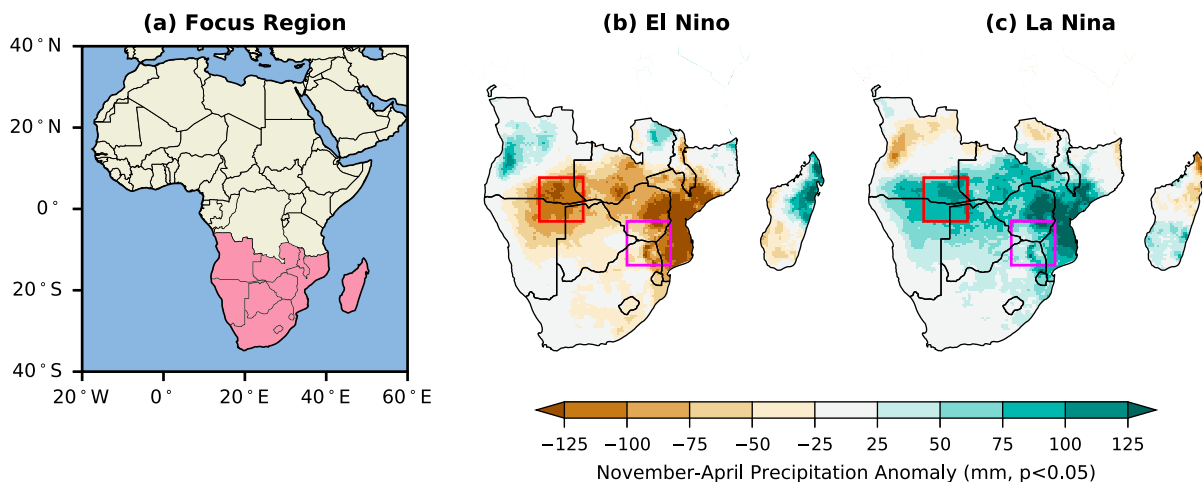 (a) Focus Region
(b) El Nino
(c) La Nina
40°N
20°N
0°
20°S
40°S
20°W 0° 20°E 40°E 60°E
−125 −100 −75 −50 −25 25 50 75 100 125
November-April Precipitation Anomaly (mm, p<0.05)